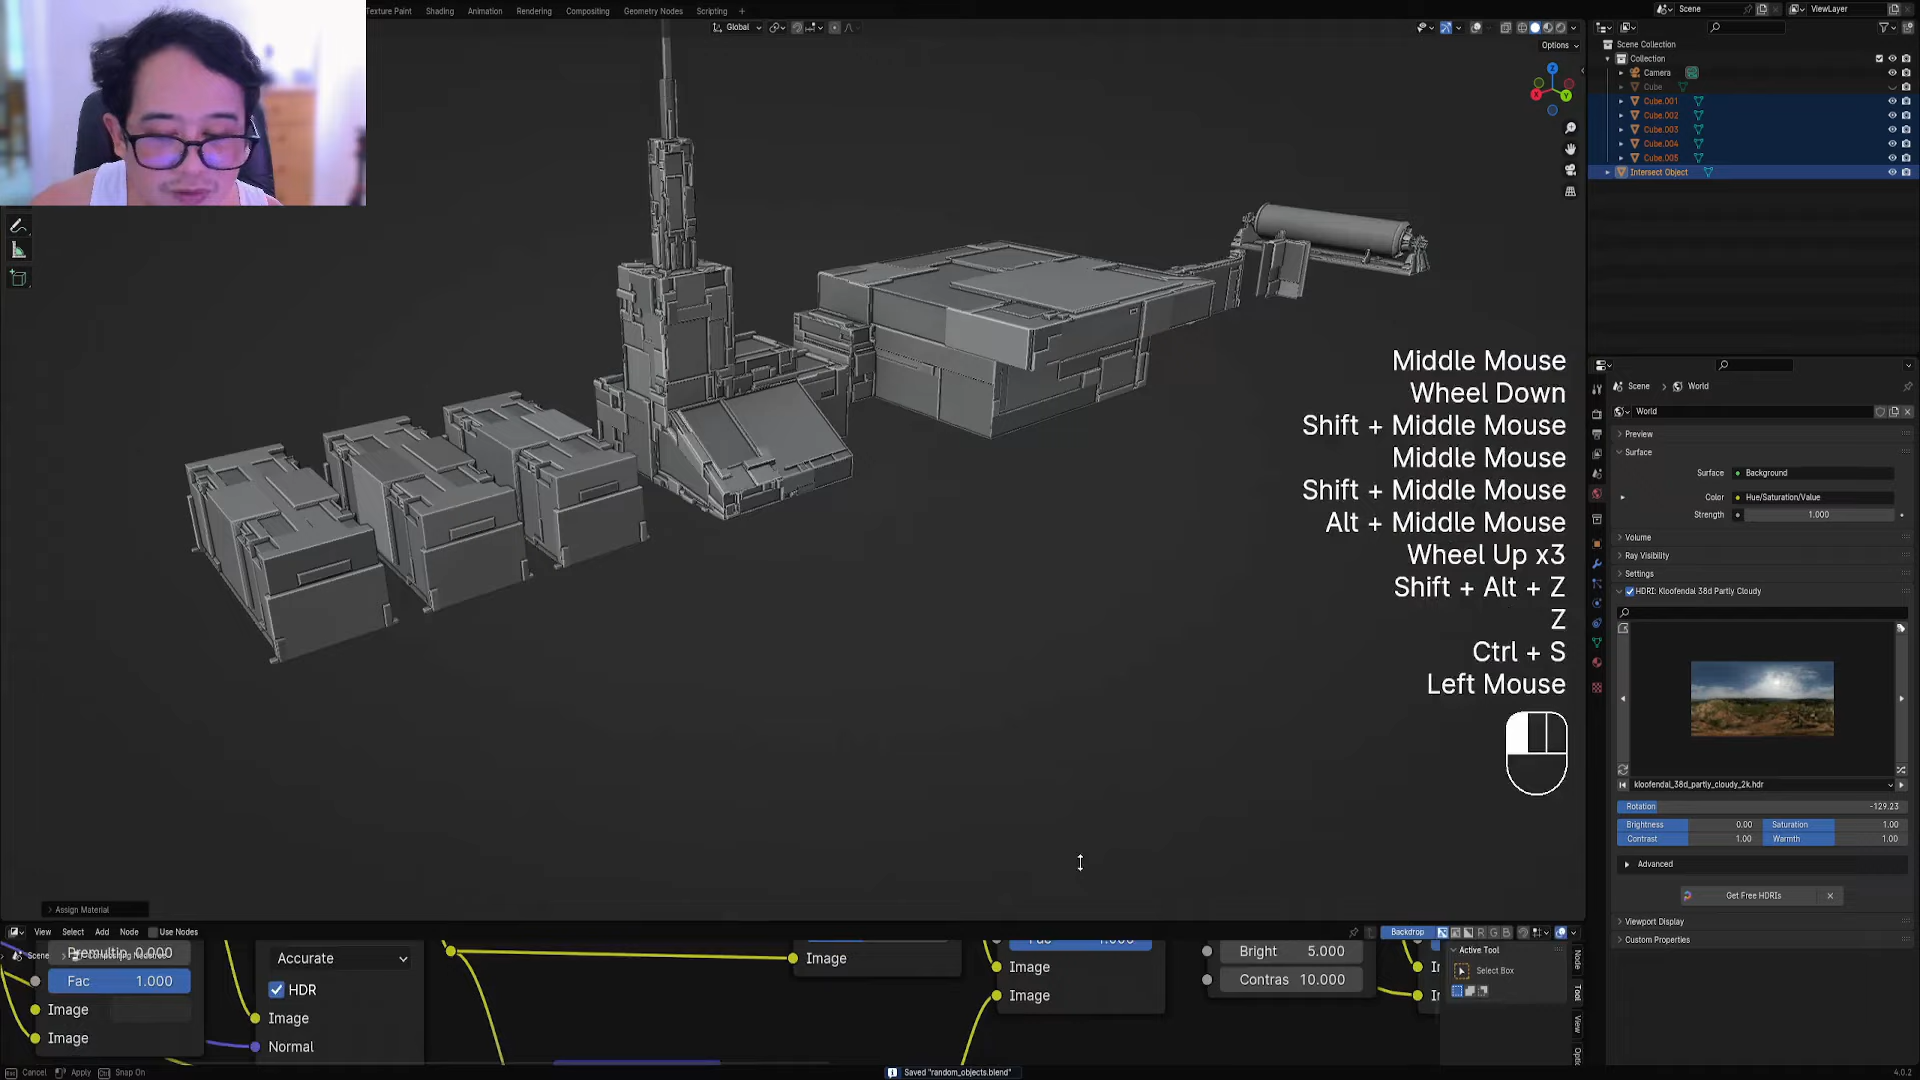 Texture Paint
Shading
Animation
Rendering
Compositing
Geometry Nodes
Scripting
+
Scene
ViewLayer
Global
Options
Scene Collection
Collection
Camera
Cube
Cube.001
Cube.002
Cube.003
Cube.004
Cube.005
Intersect Object
Z
X
Y
Middle Mouse
Wheel Down
Shift + Middle Mouse
Middle Mouse
Shift + Middle Mouse
Alt + Middle Mouse
Wheel Up x3
Shift + Alt + Z
Z
Ctrl + S
Left Mouse
Scene
World
World
Preview
Surface
Surface
Background
Color
Hue/Saturation/Value
Strength
1.000
Volume
Ray Visibility
Settings
HDRI: Kloofendal 38d Partly Cloudy
kloofendal_38d_partly_cloudy_2k.hdr
Rotation
-129.23
Brightness 0.00
Saturation 1.00
Contrast 1.00
Warmth 1.00
Advanced
Get Free HDRIs
Viewport Display
Custom Properties
Assign Material
View
Select
Add
Node
Use Nodes
Backdrop
R G B
Premultip 0.000
Scene
Fac 1.000
Image
Image
Accurate
HDR
Image
Normal
Image
Image
Image
Bright 5.000
Contras 10.000
Active Tool
Select Box
Node
Tool
View
Cancel
Apply
Snap On
Saved "random_objects.blend"
4.0.2